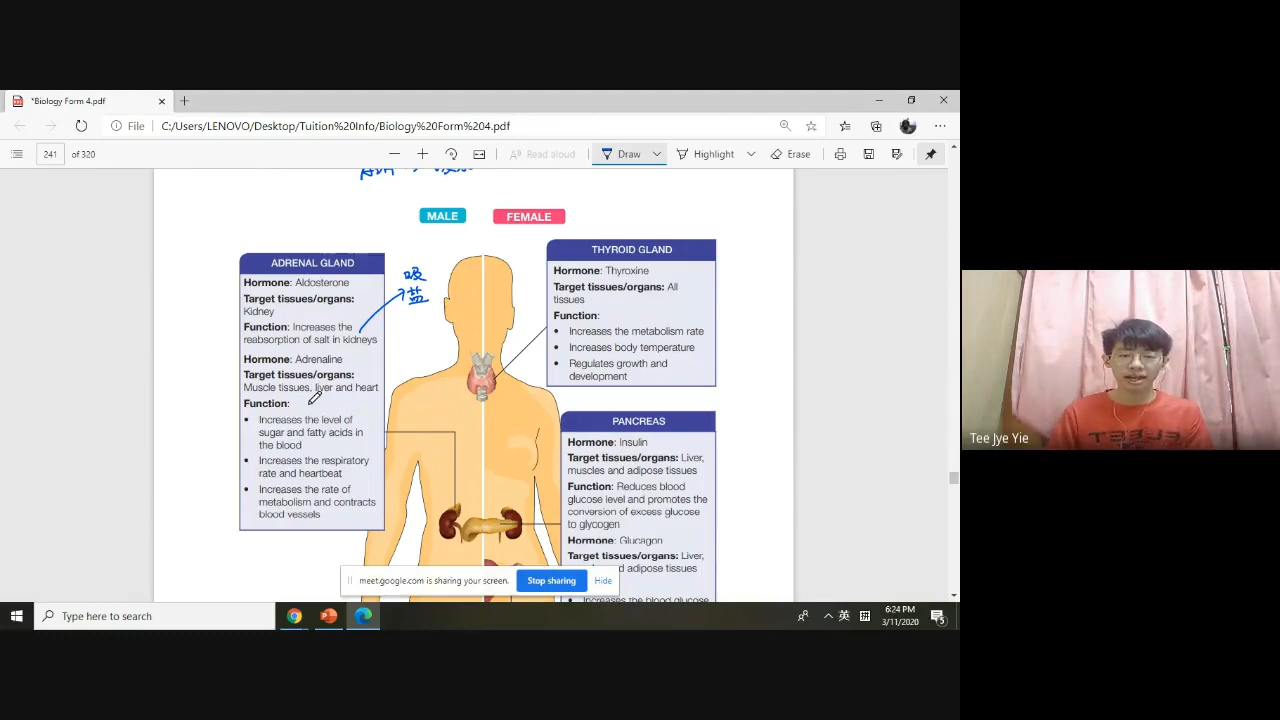 *Biology Form 4.pdf
File
C:/Users/LENOVO/Desktop/Tuition%20Info/Biology%20Form%204.pdf
241
of 320
Read aloud
Draw
Highlight
Erase
MALE
FEMALE
ADRENAL GLAND
Hormone: Aldosterone
Target tissues/organs:
Kidney
Function: Increases the
reabsorption of salt in kidneys
Hormone: Adrenaline
Target tissues/organs:
Muscle tissues, liver and heart
Function:
• Increases the level of
sugar and fatty acids in
the blood
• Increases the respiratory
rate and heartbeat
• Increases the rate of
metabolism and contracts
blood vessels
吸
盐
THYROID GLAND
Hormone: Thyroxine
Target tissues/organs: All
tissues
Function:
• Increases the metabolism rate
• Increases body temperature
• Regulates growth and
development
PANCREAS
Hormone: Insulin
Target tissues/organs: Liver,
muscles and adipose tissues
Function: Reduces blood
glucose level and promotes the
conversion of excess glucose
to glycogen
Hormone: Glucagon
Target tissues/organs: Liver,
d adipose tissues
Increases the blood glucose
meet.google.com is sharing your screen.
Stop sharing
Hide
Type here to search
英
6:24 PM
3/11/2020
5
Tee Jye Yie